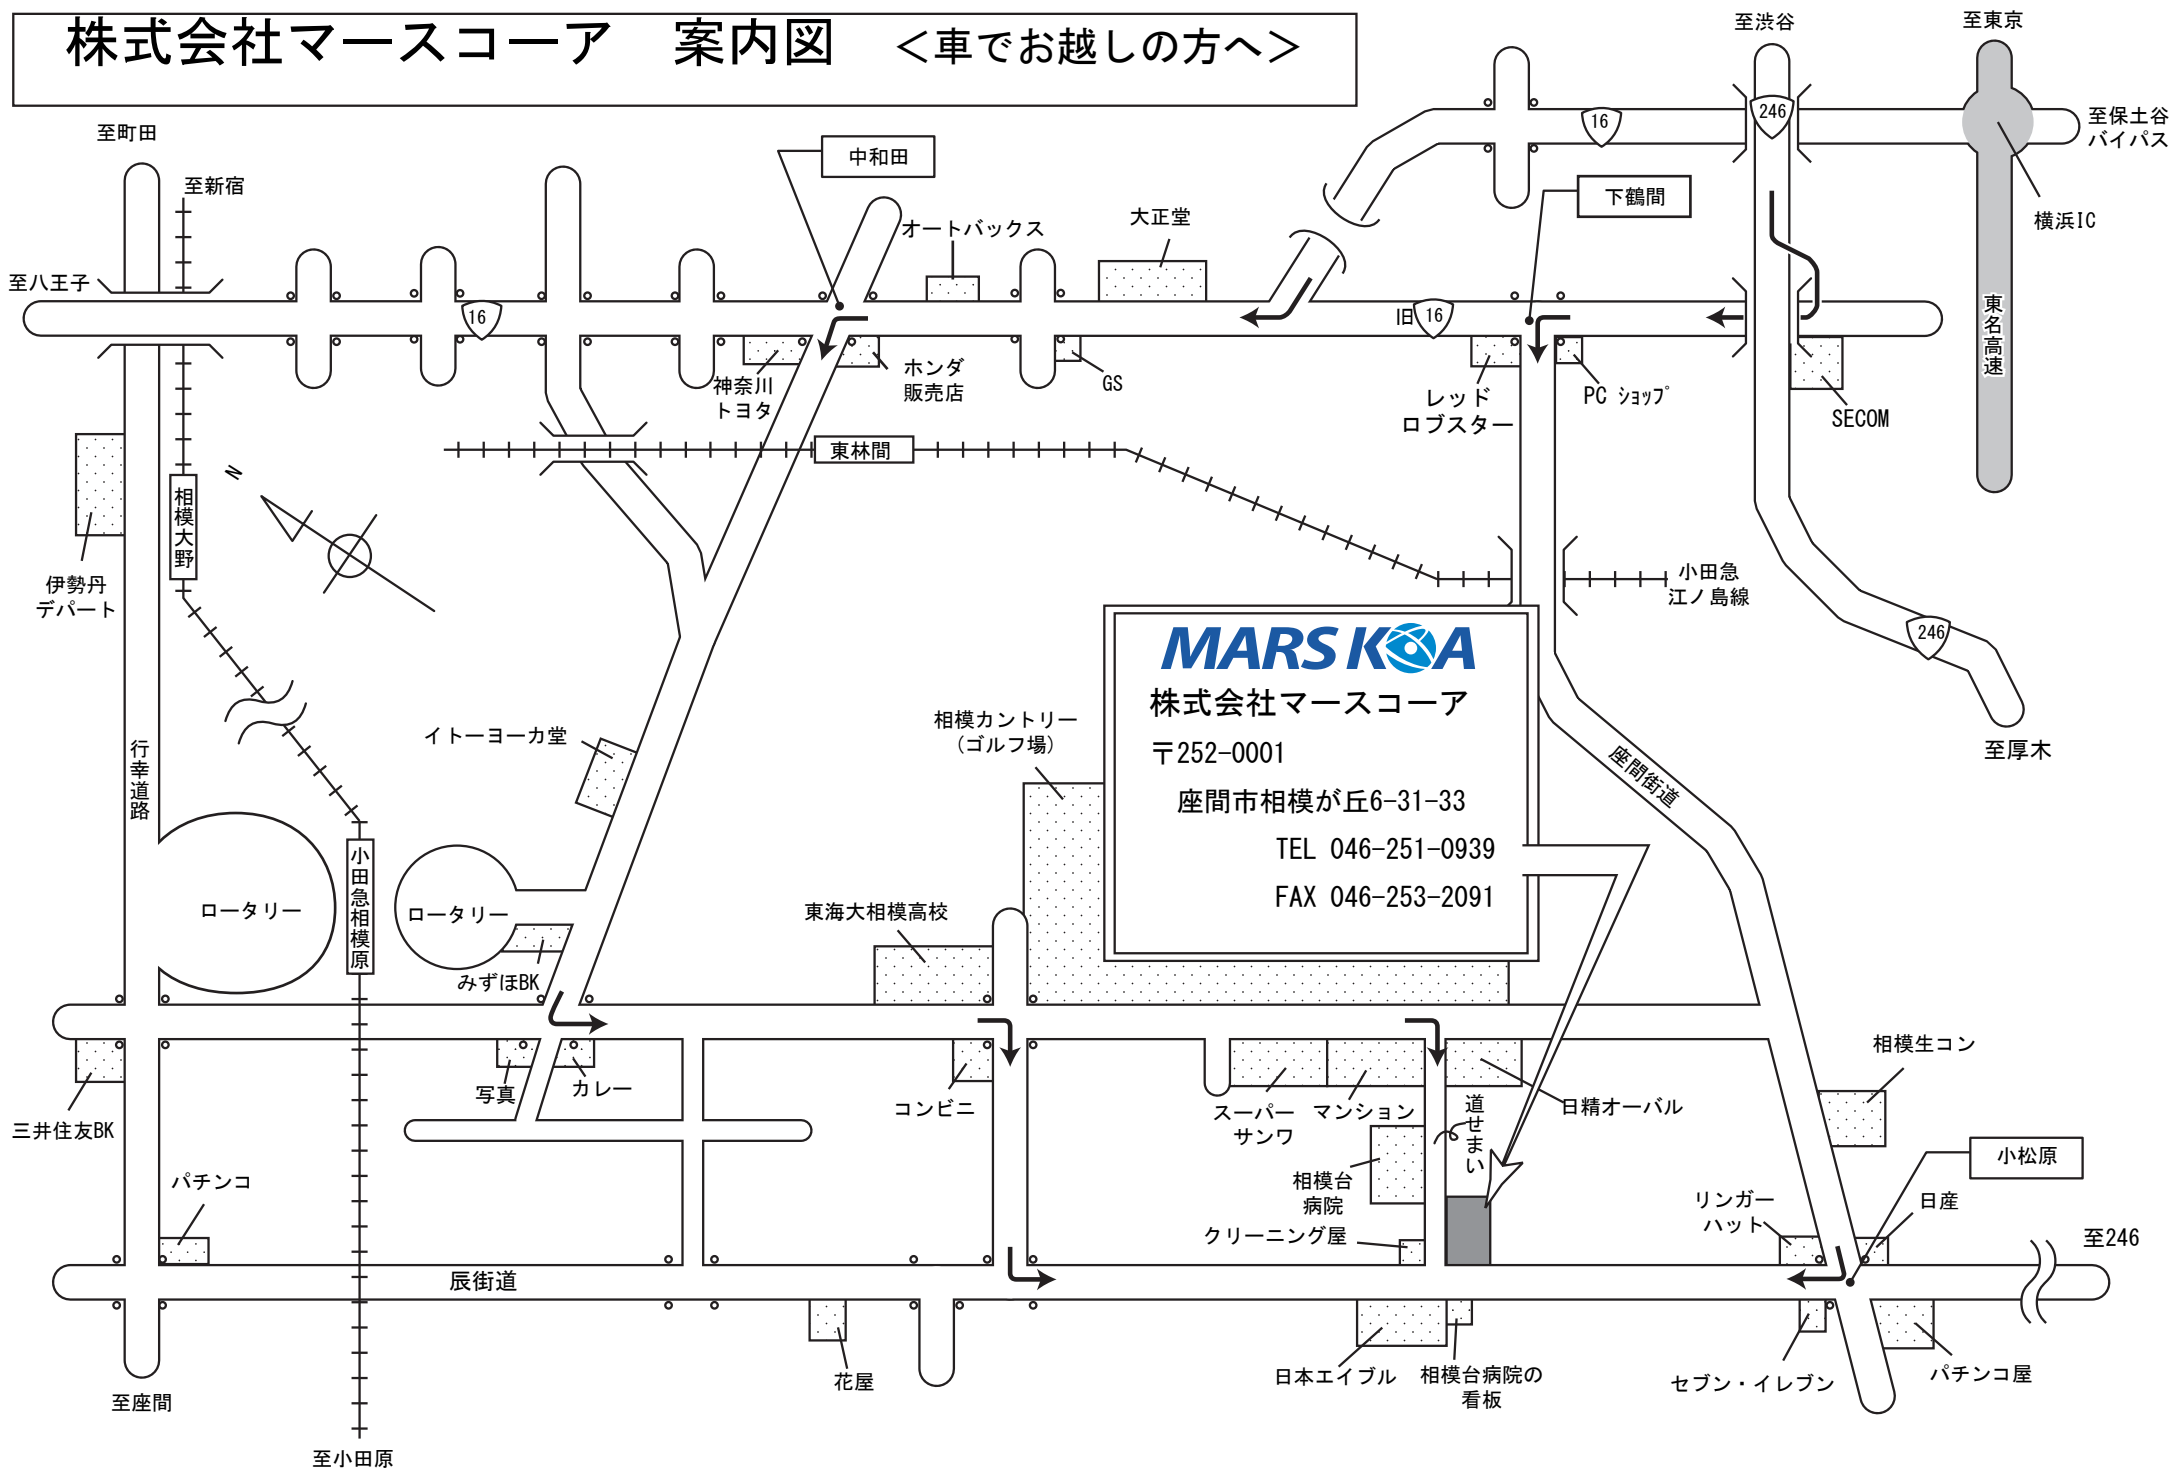 株式会社マースコーア　案内図　＜車でお越しの方へ＞
至渋谷
至東京
至町田
至新宿
中和田
16
246
至保土谷
バイパス
下鶴間
横浜IC
至八王子
オートバックス
大正堂
16
旧
16
東名高速
神奈川
トヨタ
ホンダ
販売店
GS
レッド
ロブスター
PC ショップ
SECOM
東林間
N
相模大野
伊勢丹
デパート
小田急
江ノ島線
246
MARS KOA
株式会社マースコーア
〒252-0001
座間市相模が丘6-31-33
TEL 046-251-0939
FAX 046-253-2091
至厚木
座間街道
行幸道路
イトーヨーカ堂
相模カントリー
（ゴルフ場）
ロータリー
小田急相模原
ロータリー
東海大相模高校
みずほBK
三井住友BK
写真
カレー
コンビニ
スーパー
サンワ
マンション
道せまい
日精オーバル
相模生コン
小松原
パチンコ
相模台
病院
クリーニング屋
リンガー
ハット
日産
至246
辰街道
花屋
日本エイブル
相模台病院の
看板
セブン・イレブン
パチンコ屋
至座間
至小田原